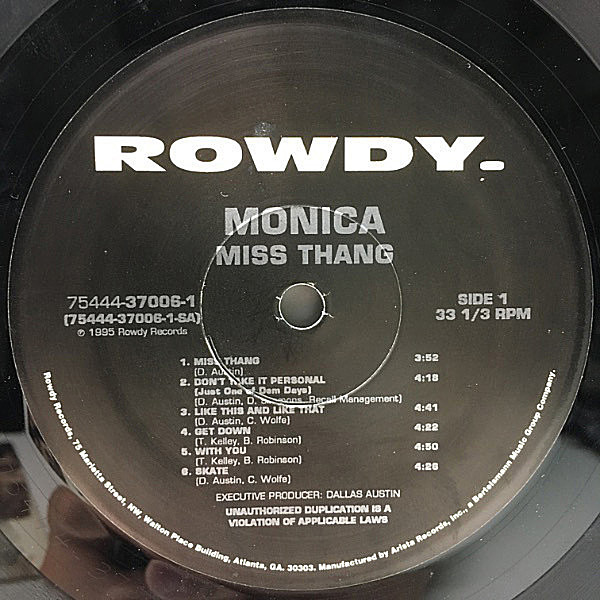 ROWDY.
MONICA
MISS THANG
75444-37006-1
(75444-37006-1-SA)
℗ 1995 Rowdy Records
SIDE 1
33 1/3 RPM
1. MISS THANG 3:52
(D. Austin)
2. DON'T TAKE IT PERSONAL 4:18
(Just One of Dem Days)
(D. Austin, D. Simmons, Recail Management)
3. LIKE THIS AND LIKE THAT 4:41
(D. Austin, C. Wolfe)
4. GET DOWN 4:22
(T. Kelley, B. Robinson)
5. WITH YOU 4:50
(T. Kelley, B. Robinson)
6. SKATE 4:26
(D. Austin, C. Wolfe)
EXECUTIVE PRODUCER: DALLAS AUSTIN
UNAUTHORIZED DUPLICATION IS A
VIOLATION OF APPLICABLE LAWS
Rowdy Records, 75 Marietta Street, NW, Walton Place Building, Atlanta, GA. 30303. Manufactured by Arista Records, Inc., a Bertelsmann Music Group Company.